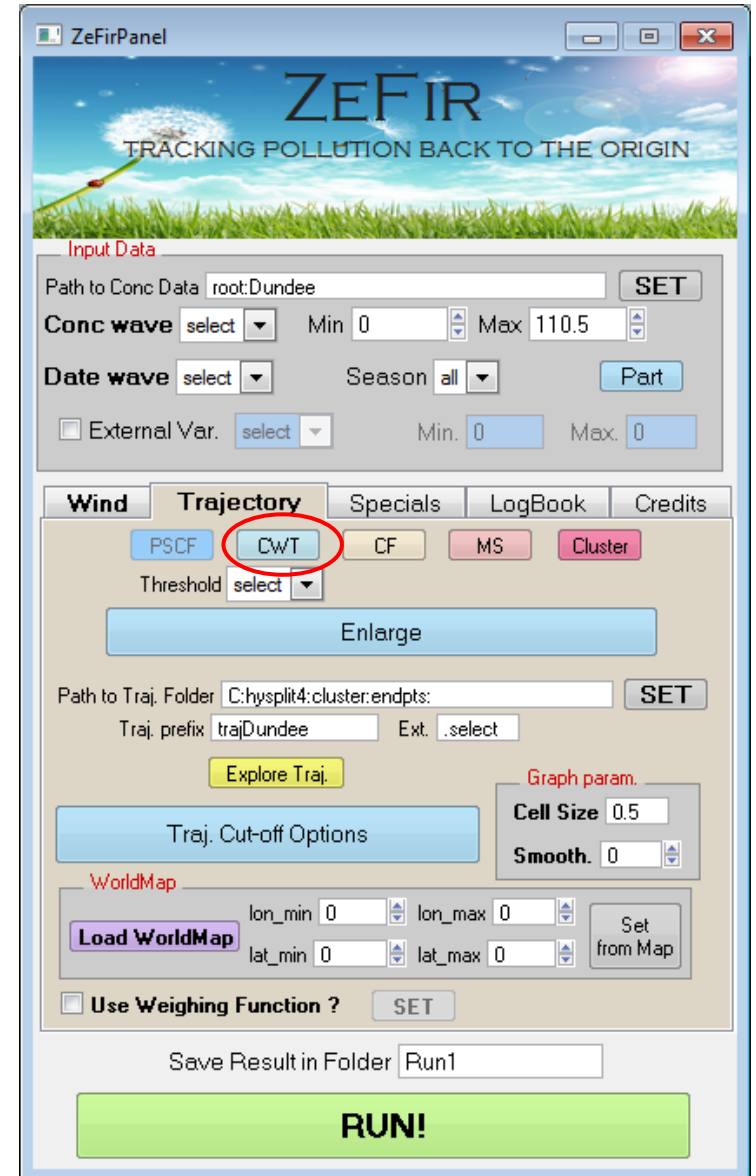 ZeFirPanel
ZEFIR
TRACKING POLLUTION BACK TO THE ORIGIN
Input Data
Path to Conc Data root:Dundee SET
Conc wave select Min 0 Max 110.5
Date wave select Season all Part
External Var. select Min. 0 Max. 0
Wind Trajectory Specials LogBook Credits
PSCF CWT CF MS Cluster
Threshold select
Enlarge
Path to Traj. Folder C:hysplit4:cluster:endpts: SET
Traj. prefix trajDundee Ext. .select
Explore Traj.
Graph param.
Cell Size 0.5
Traj. Cut-off Options
Smooth. 0
WorldMap
Load WorldMap lon_min 0 lon_max 0 Set from Map
lat_min 0 lat_max 0
Use Weighing Function ? SET
Save Result in Folder Run1
RUN!